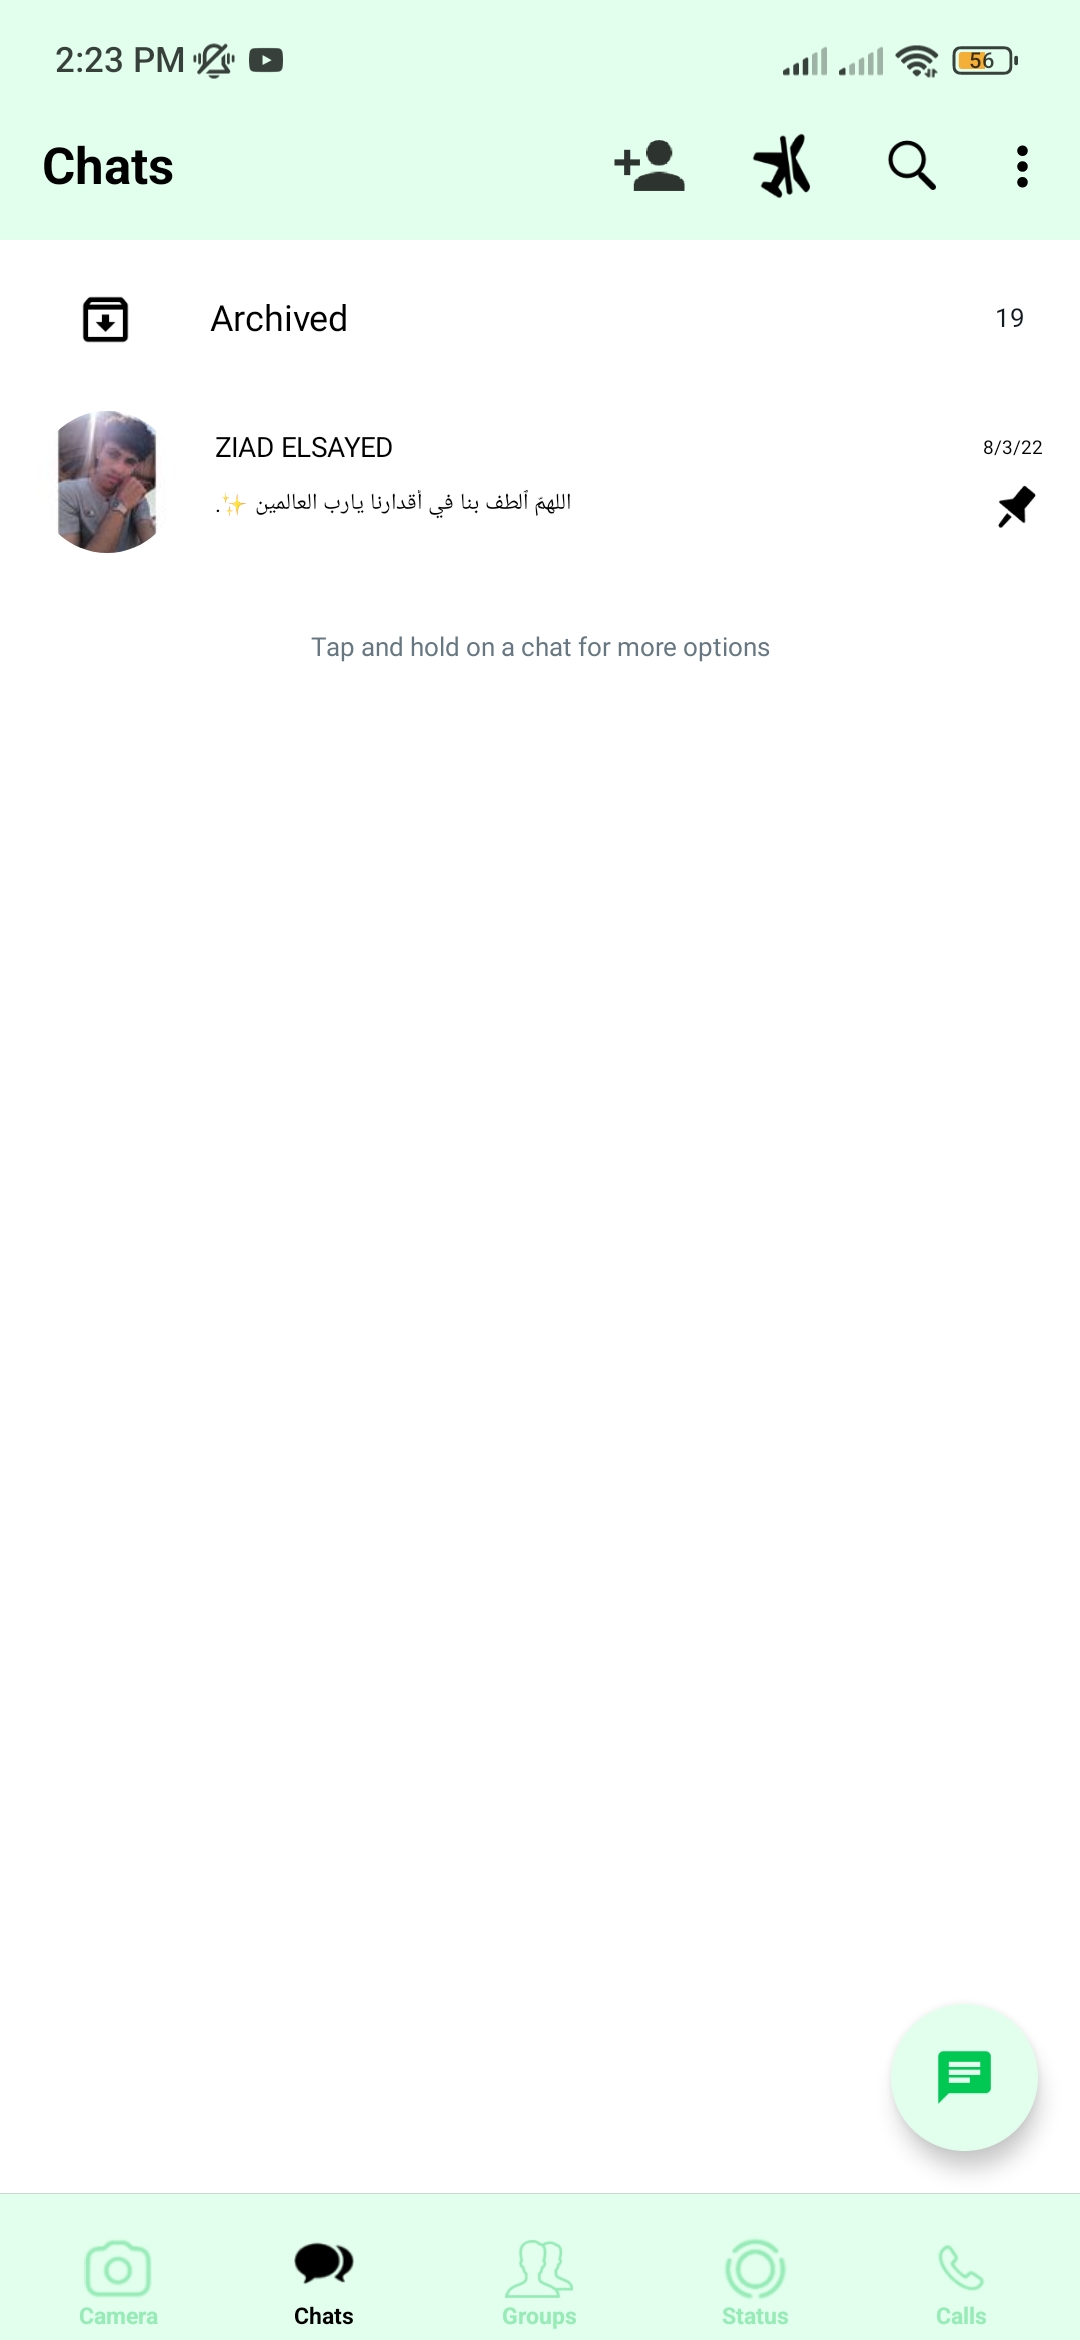 2:23 PM
56
Chats
Archived
19
ZIAD ELSAYED
8/3/22
اللهمّ ألطف بنا في أقدارنا يارب العالمين ✨.
Tap and hold on a chat for more options
Camera
Chats
Groups
Status
Calls